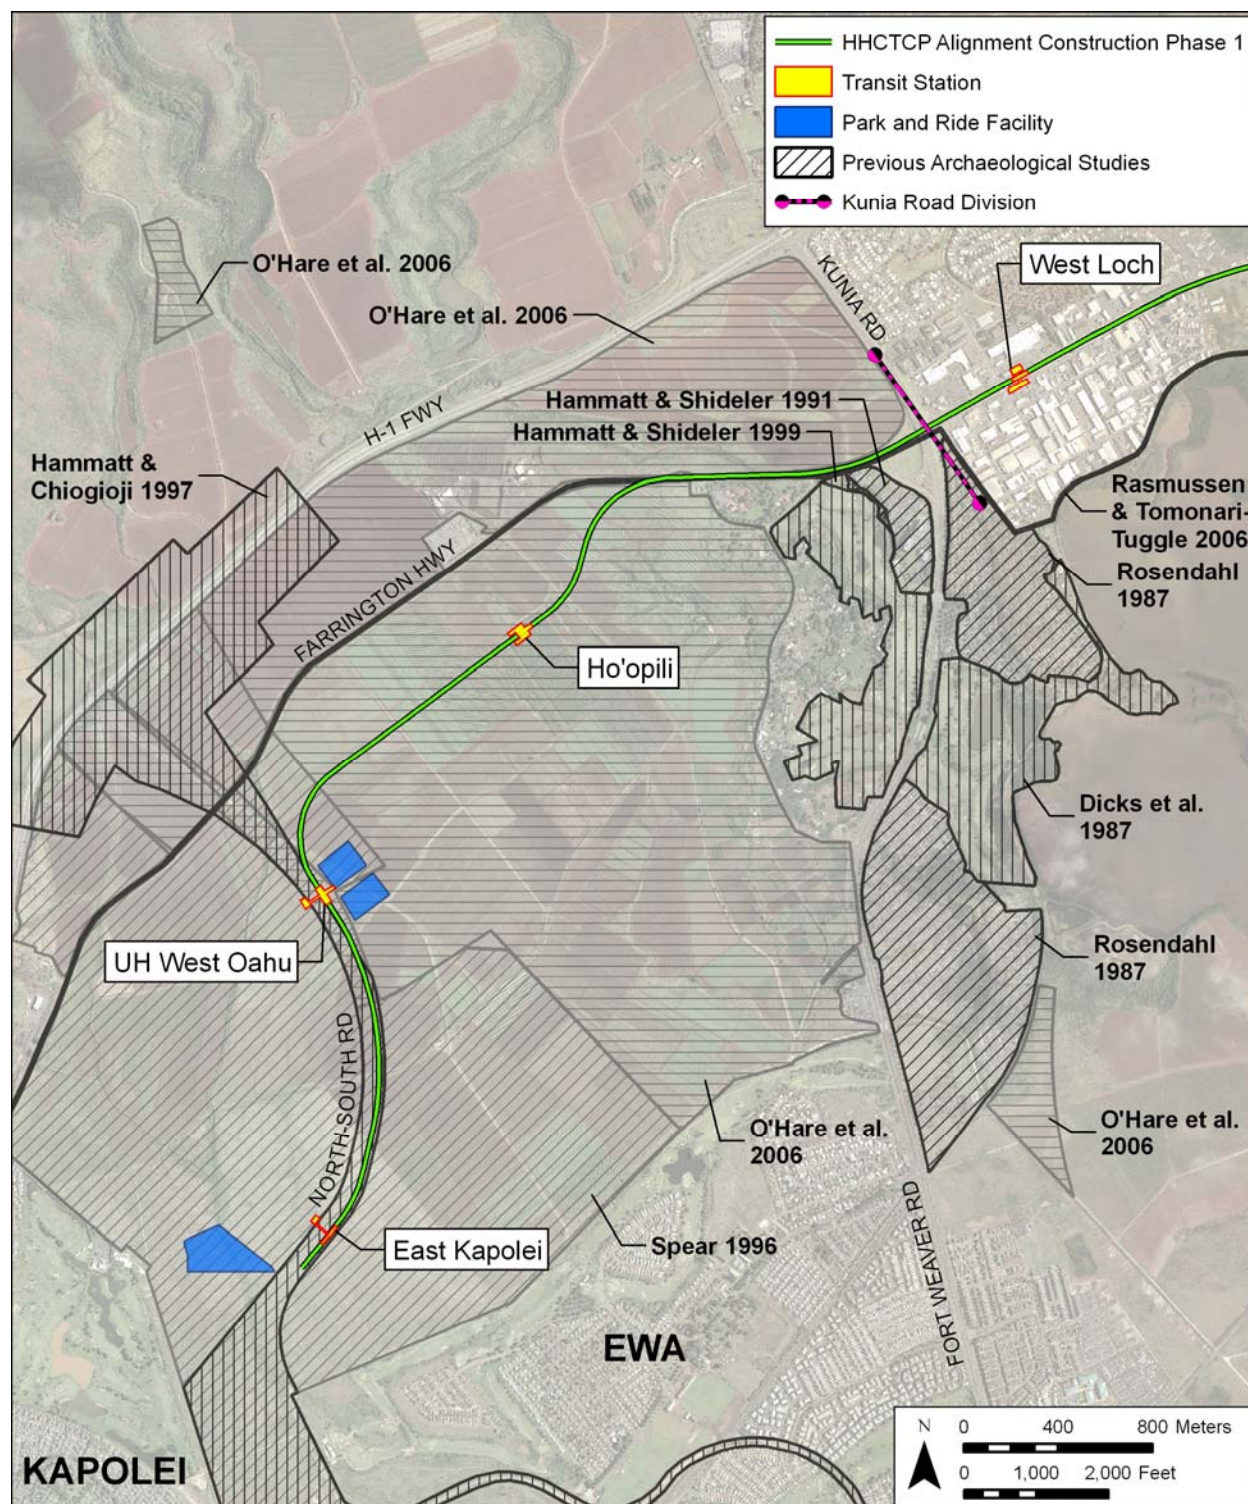 HHCTCP Alignment Construction Phase 1
Transit Station
Park and Ride Facility
Previous Archaeological Studies
Kunia Road Division
O'Hare et al. 2006
O'Hare et al. 2006
KUNIA RD
West Loch
Hammatt & Shideler 1991
Hammatt & Shideler 1999
H-1 FWY
Hammatt &
Chiogioji 1997
Rasmussen
& Tomonari-
Tuggle 2006
Rosendahl
1987
FARRINGTON HWY
Ho'opili
Dicks et al.
1987
UH West Oahu
Rosendahl
1987
NORTH-SOUTH RD
O'Hare et al.
2006
O'Hare et al.
2006
East Kapolei
Spear 1996
FORT WEAVER RD
EWA
KAPOLEI
N
0 400 800 Meters
0 1,000 2,000 Feet